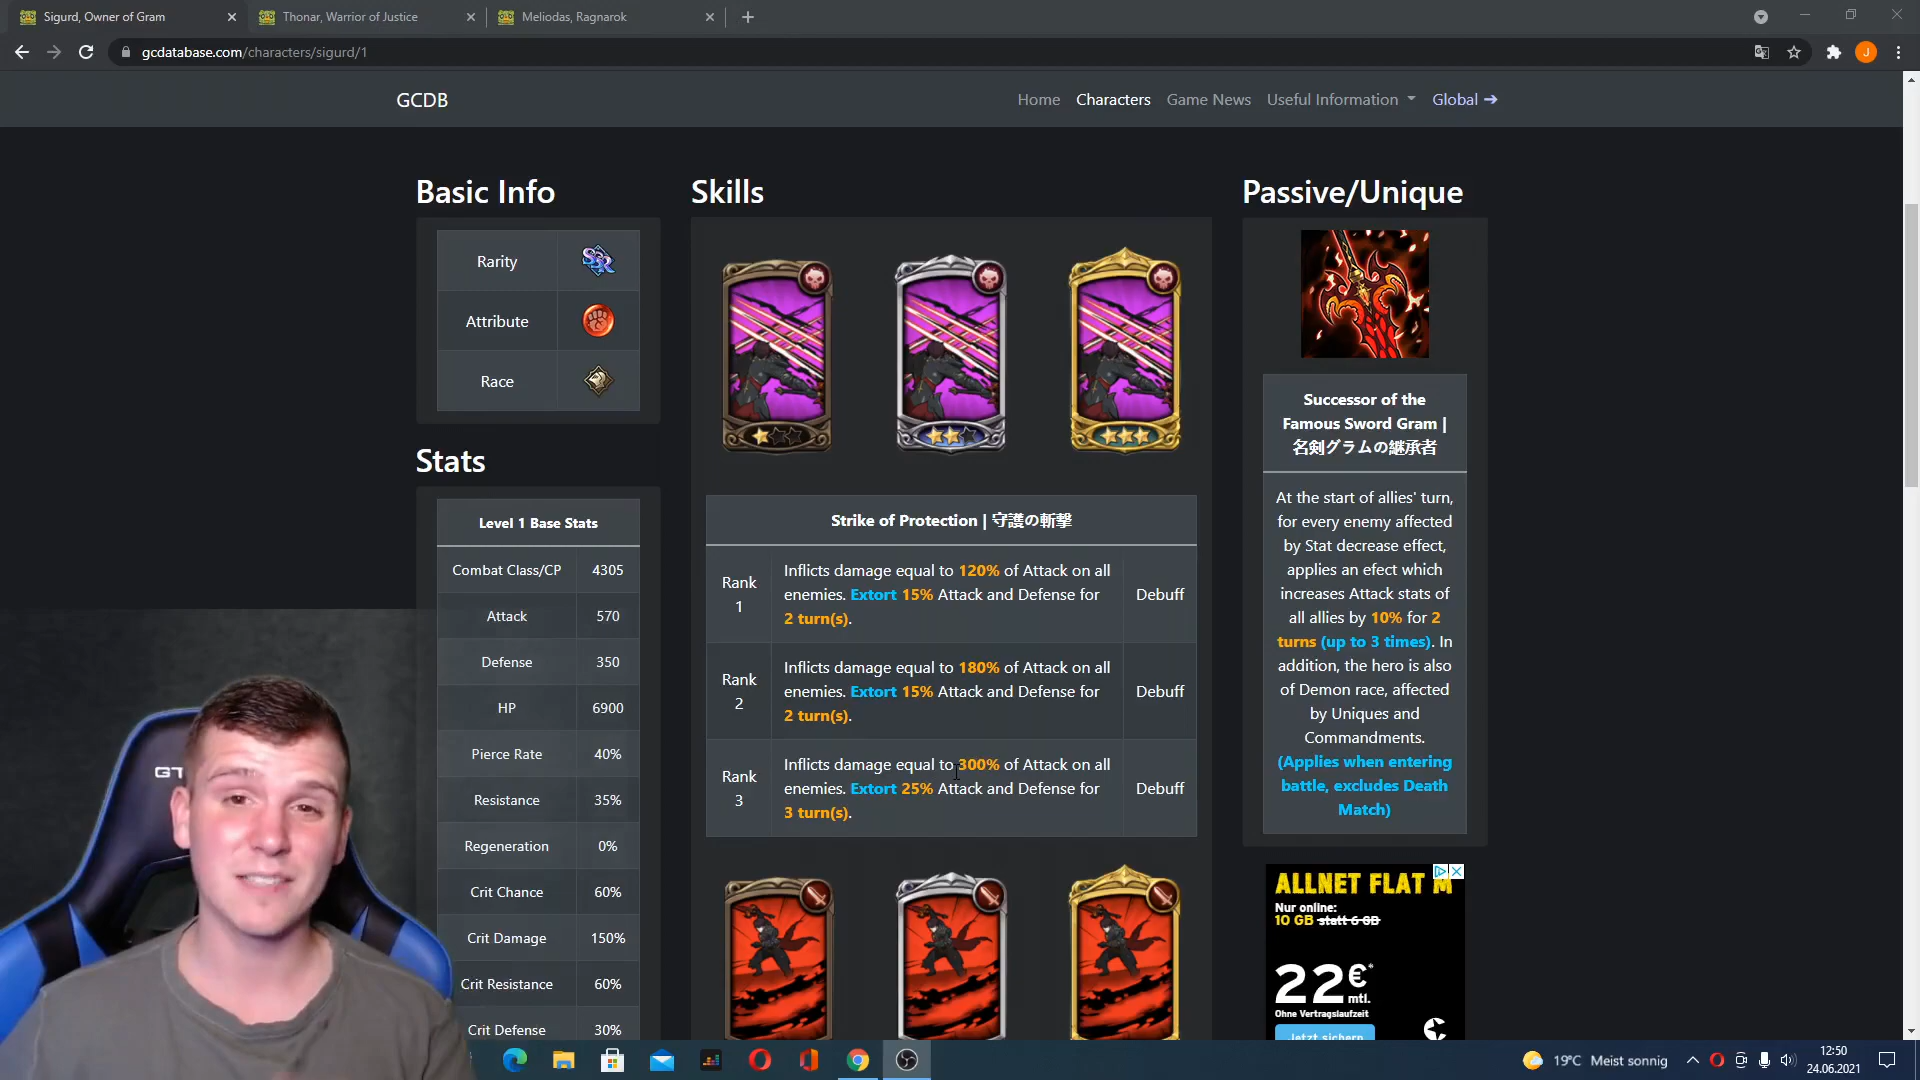 Sigurd, Owner of Gram
Thonar, Warrior of Justice
Meliodas, Ragnarok
gcdatabase.com/characters/sigurd/1
J
GCDB
Home
Characters
Game News
Useful Information
Global ➔
Basic Info
Rarity
SSR
Attribute
Race
Stats
Level 1 Base Stats
Combat Class/CP 4305
Attack 570
Defense 350
HP 6900
Pierce Rate 40%
Resistance 35%
Regeneration 0%
Crit Chance 60%
Crit Damage 150%
Crit Resistance 60%
Crit Defense 30%
Skills
Strike of Protection | 守護の斬撃
Rank 1
Inflicts damage equal to 120% of Attack on all
enemies. Extort 15% Attack and Defense for
2 turn(s).
Debuff
Rank 2
Inflicts damage equal to 180% of Attack on all
enemies. Extort 15% Attack and Defense for
2 turn(s).
Debuff
Rank 3
Inflicts damage equal to 300% of Attack on all
enemies. Extort 25% Attack and Defense for
3 turn(s).
Debuff
Passive/Unique
Successor of the
Famous Sword Gram |
名剣グラムの継承者
At the start of allies' turn,
for every enemy affected
by Stat decrease effect,
applies an efect which
increases Attack stats of
all allies by 10% for 2
turns (up to 3 times). In
addition, the hero is also
of Demon race, affected
by Uniques and
Commandments.
(Applies when entering
battle, excludes Death
Match)
ALLNET FLAT M
Nur online:
10 GB statt 6 GB
22€*
mtl.
Ohne Vertragslaufzeit
Jetzt sichern
GT
19°C Meist sonnig
12:50
24.06.2021